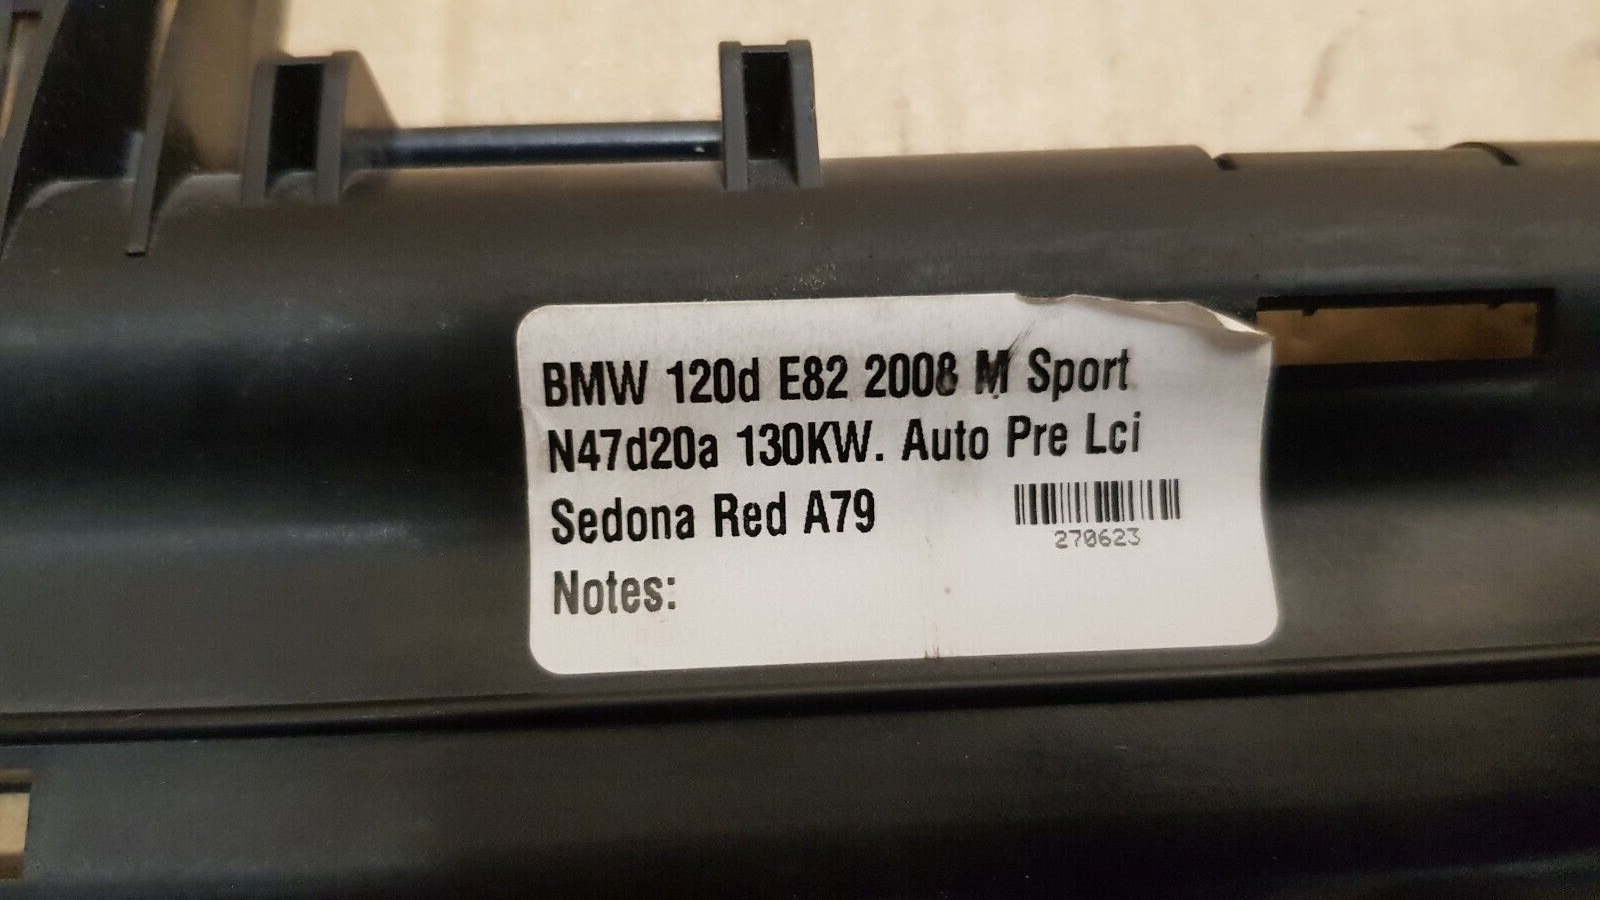 BMW 120d E82 2008 M Sport
N47d20a 130KW. Auto Pre Lci
Sedona Red A79
270623
Notes: